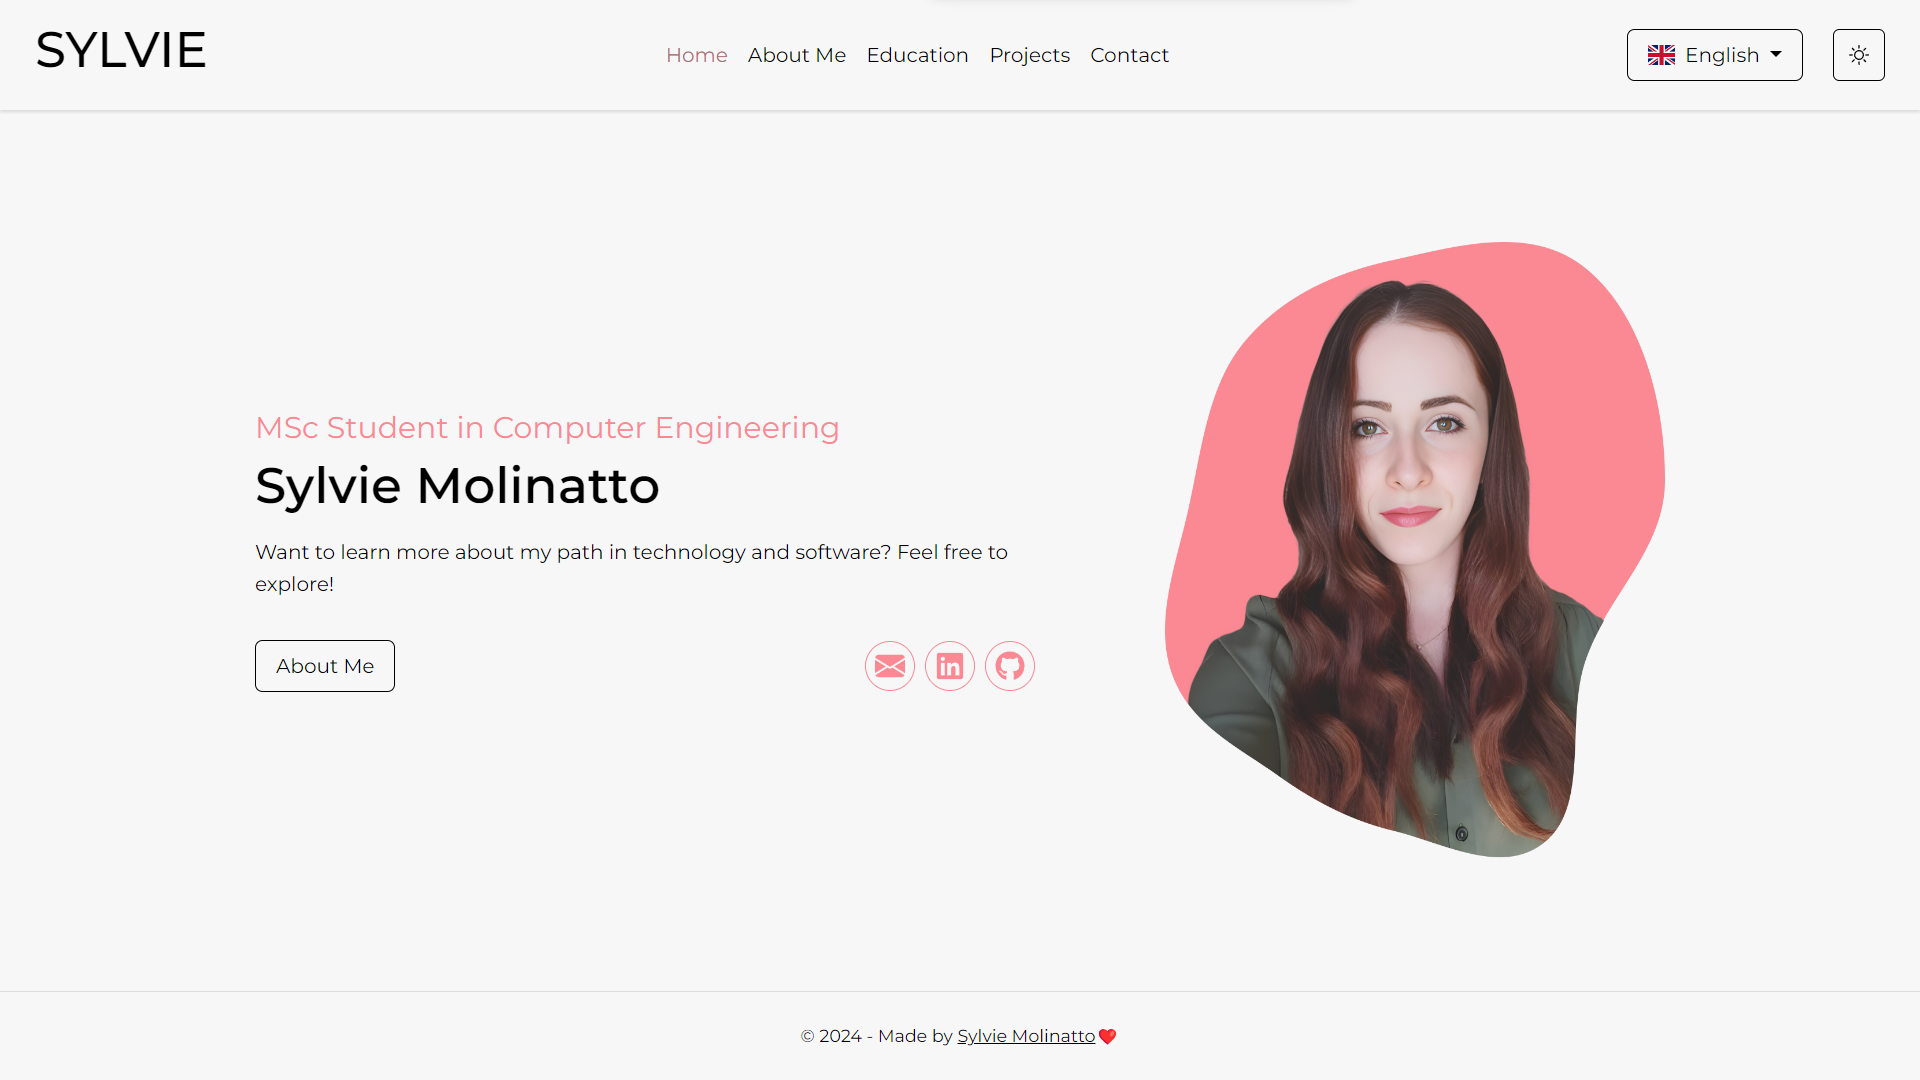 SYLVIE
Home About Me Education Projects Contact
English
MSc Student in Computer Engineering
Sylvie Molinatto
Want to learn more about my path in technology and software? Feel free to
explore!
About Me
in
© 2024 - Made by Sylvie Molinatto❤️